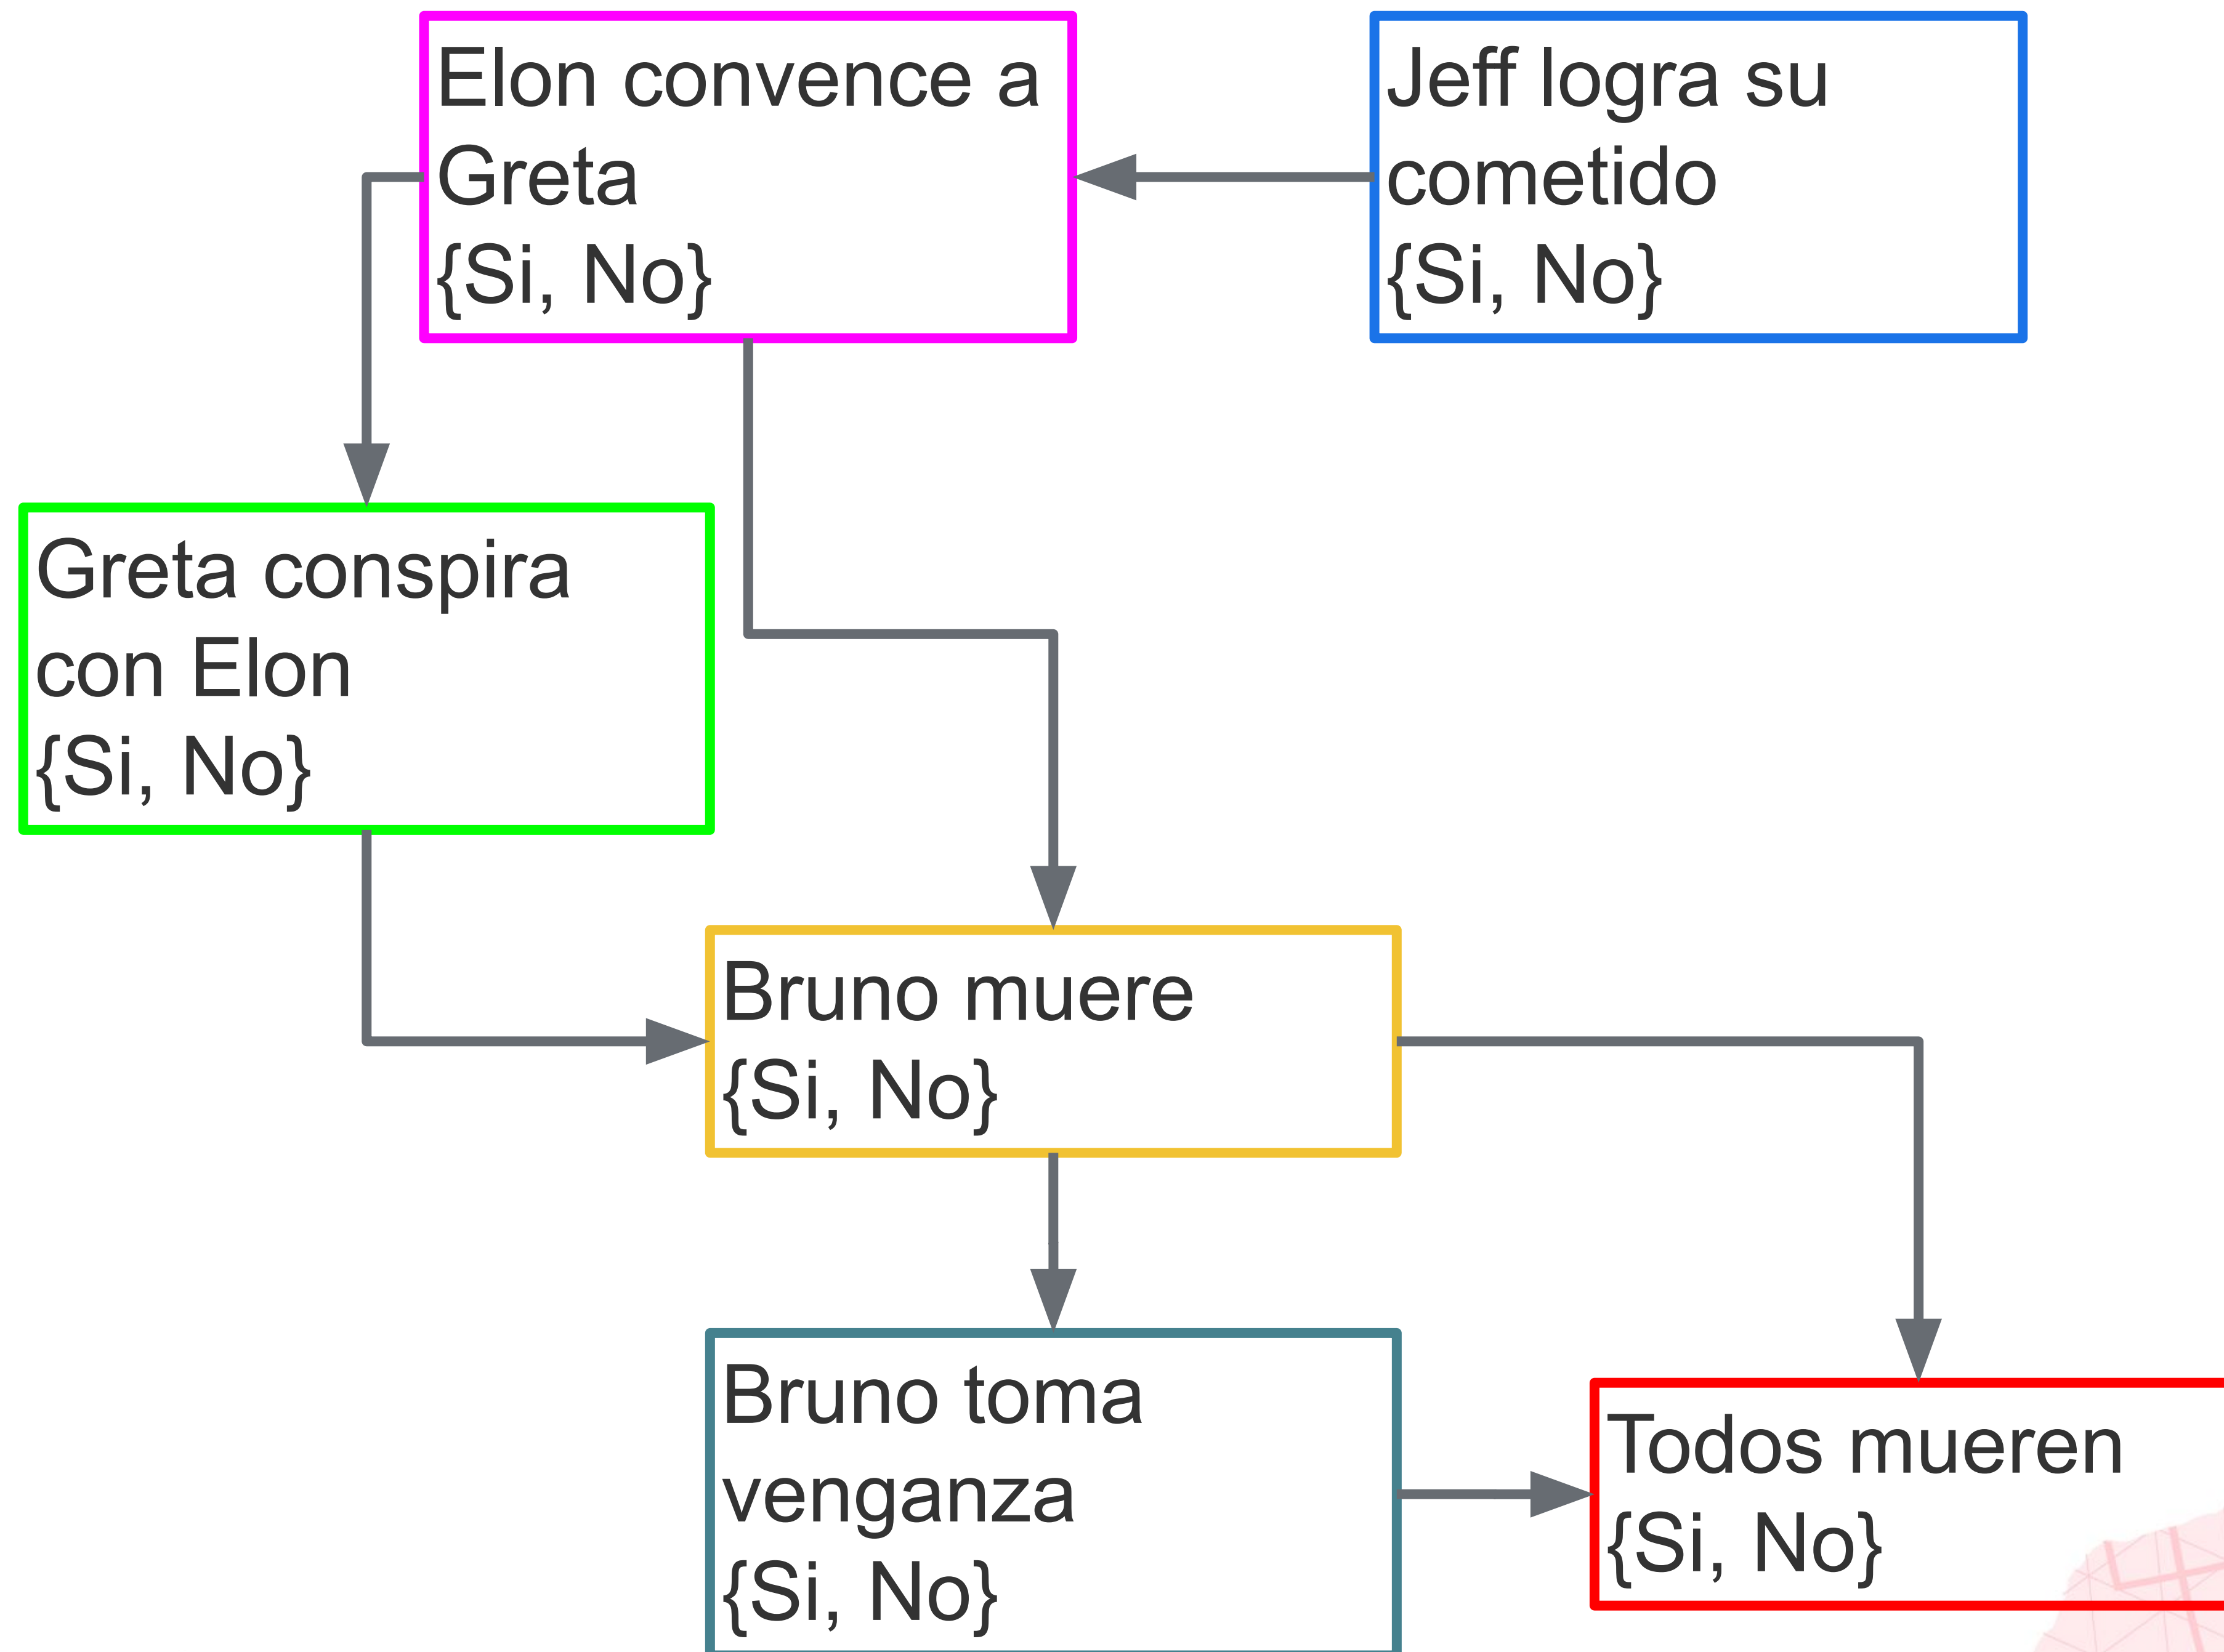 Elon convence a
Greta
{Si, No}
Jeff logra su
cometido
{Si, No}
Greta conspira
con Elon
{Si, No}
Bruno muere
{Si, No}
Bruno toma
venganza
{Si, No}
Todos mueren
{Si, No}